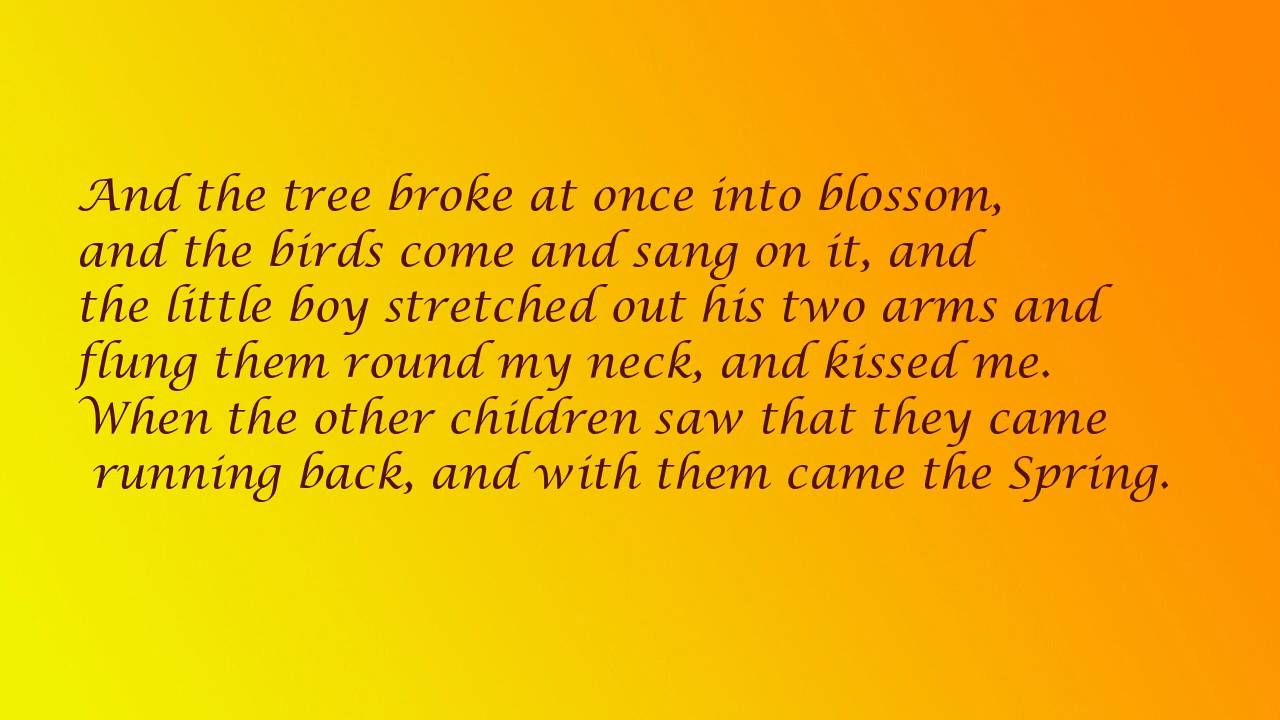 And the tree broke at once into blossom,
and the birds come and sang on it, and
the little boy stretched out his two arms and
flung them round my neck, and kissed me.
When the other children saw that they came
running back, and with them came the Spring.